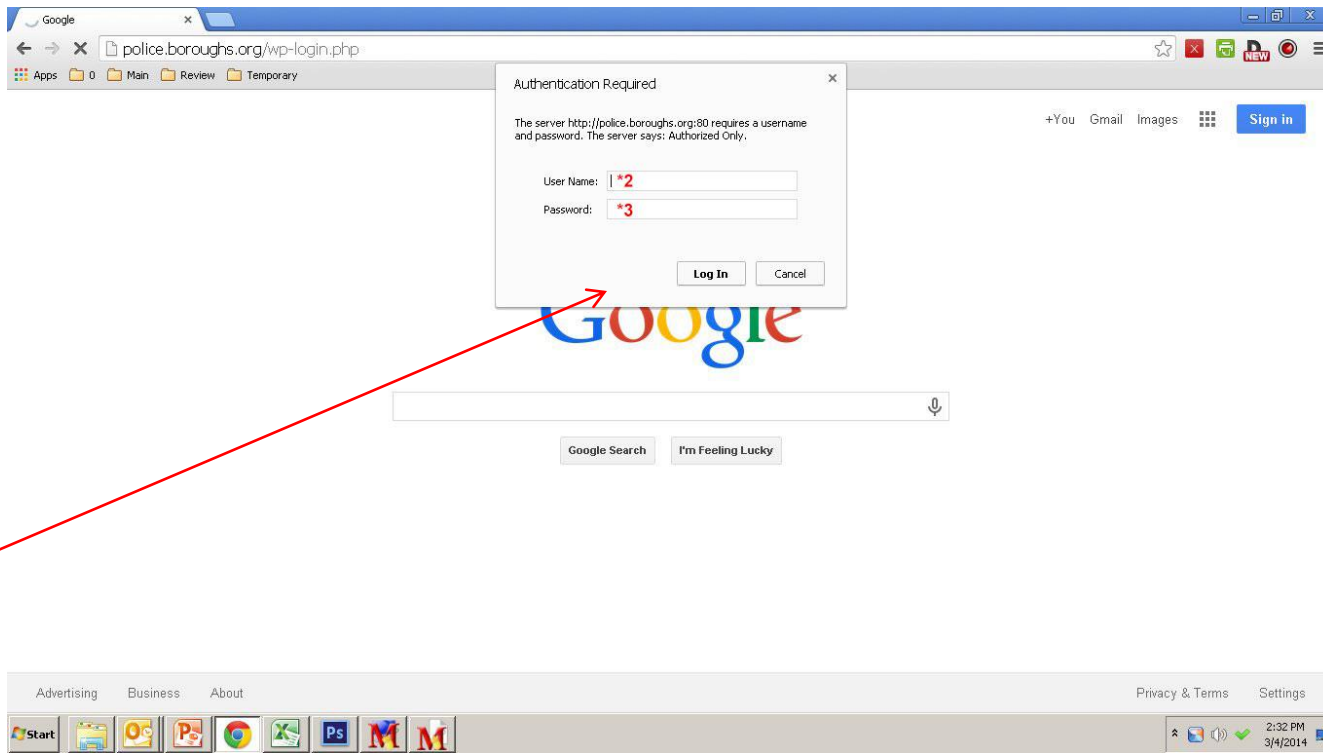 Google
police.boroughs.org/wp-login.php
NEW
Apps 0 Main Review Temporary
Authentication Required
The server http://police.boroughs.org:80 requires a username
and password. The server says: Authorized Only.
User Name: *2
Password: *3
Log In Cancel
+You Gmail Images Sign in
Google
Google Search I'm Feeling Lucky
Advertising Business About Privacy & Terms Settings
Start Ps M M 2:32 PM
3/4/2014